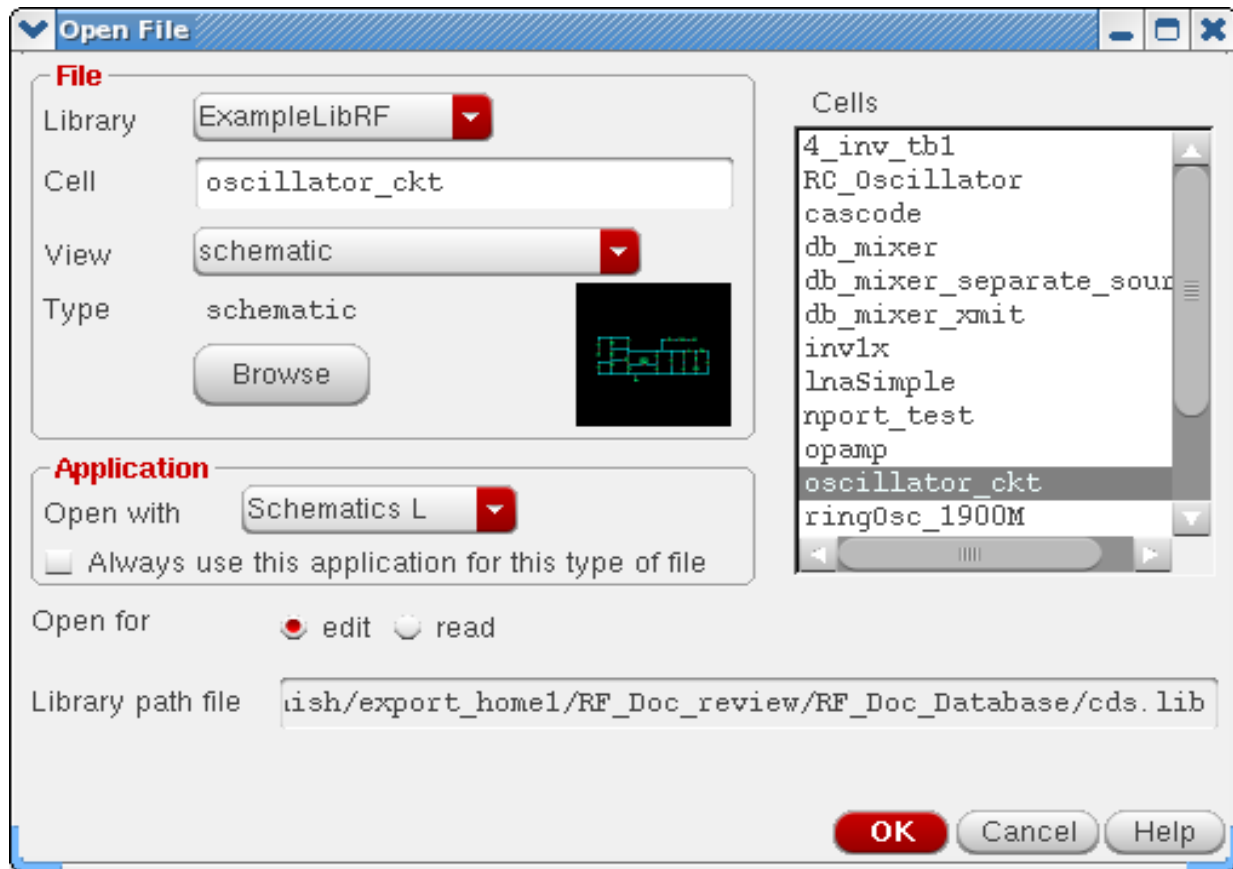 Open File
File
Library ExampleLibRF
Cell oscillator_ckt
View schematic
Type schematic
Browse
Application
Open with Schematics L
Always use this application for this type of file
Open for edit read
Library path file ish/export_home1/RF_Doc_review/RF_Doc_Database/cds.lib
Cells
4_inv_tb1
RC_Oscillator
cascode
db_mixer
db_mixer_separate_sour
db_mixer_xmit
inv1x
lnaSimple
nport_test
opamp
oscillator_ckt
ringOsc_1900M
OK Cancel Help